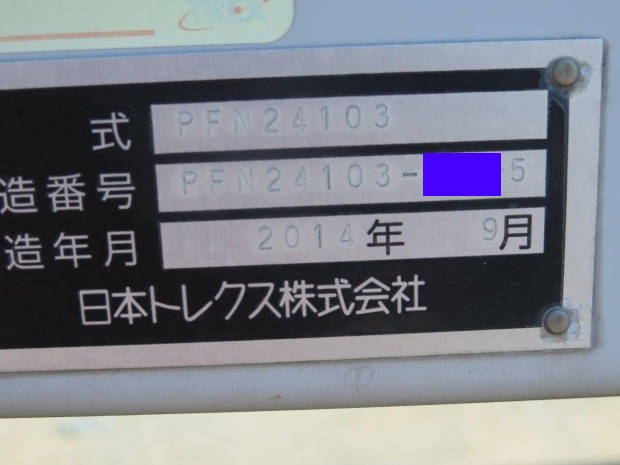 TREX
式 PFN24103
造番号 PFN24103-5
造年月 2014年 9月
日本トレクス株式会社